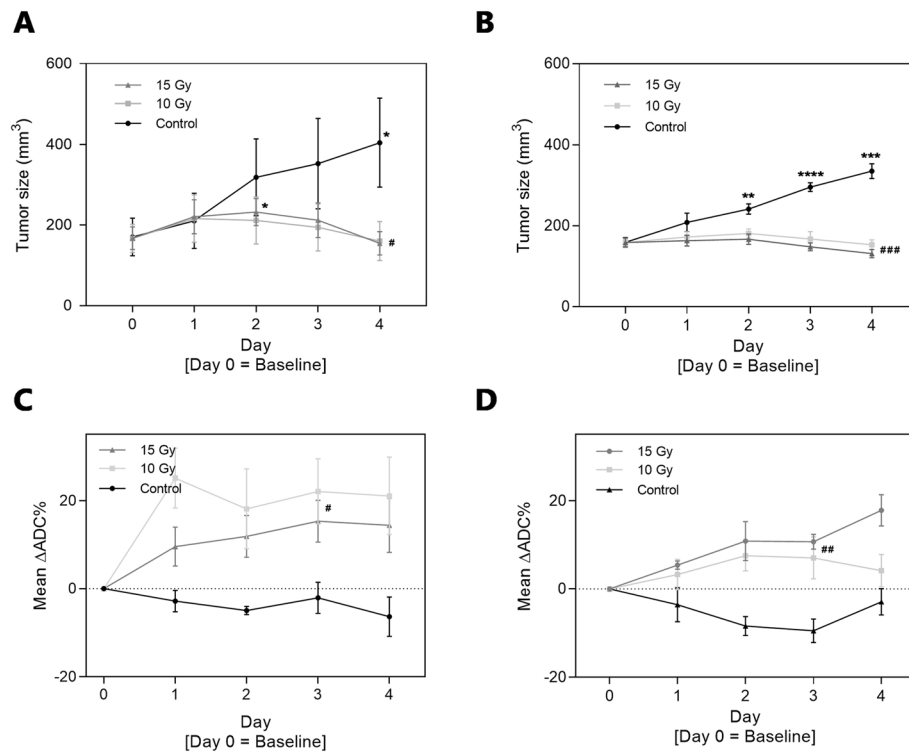 A
600
400
200
0
Tumor size (mm³)
15 Gy
10 Gy
Control
*
*
#
0 1 2 3 4
Day
[Day 0 = Baseline]
B
600
400
200
0
Tumor size (mm³)
15 Gy
10 Gy
Control
**
****
***
###
0 1 2 3 4
Day
[Day 0 = Baseline]
C
20
0
-20
Mean ΔADC%
15 Gy
10 Gy
Control
#
0 1 2 3 4
Day
[Day 0 = Baseline]
D
20
0
-20
Mean ΔADC%
15 Gy
10 Gy
Control
##
0 1 2 3 4
Day
[Day 0 = Baseline]